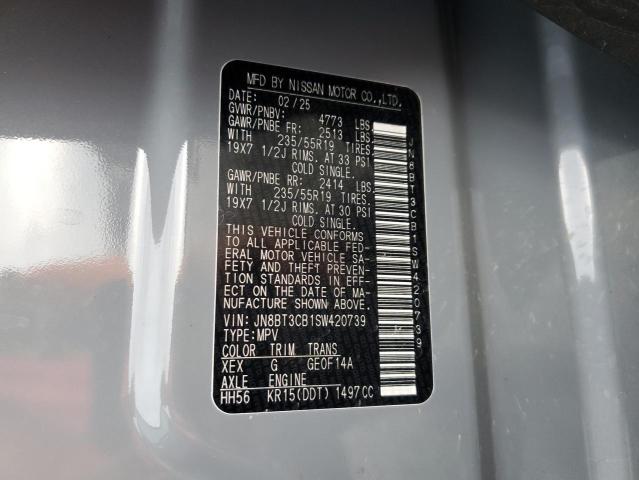 MFD BY NISSAN MOTOR CO.,LTD.
DATE: 02/25
GVWR/PNBV: 4773 LBS
GAWR/PNBE FR: 2513 LBS
WITH 235/55R19 TIRES
19X7 1/2J RIMS. AT 33 PSI
COLD SINGLE.
GAWR/PNBE RR: 2414 LBS
WITH 235/55R19 TIRES.
19X7 1/2J RIMS. AT 30 PSI
COLD SINGLE.
THIS VEHICLE CONFORMS
TO ALL APPLICABLE FED-
ERAL MOTOR VEHICLE SA-
FETY AND THEFT PREVEN-
TION STANDARDS IN EFF-
ECT ON THE DATE OF MA-
NUFACTURE SHOWN ABOVE.
VIN: JN8BT3CB1SW420739
TYPE:MPV
COLOR TRIM TRANS
XEX G GE0F14A
AXLE ENGINE
HH56 KR15(DDT) 1497CC
JN8BT3CB1SW420739